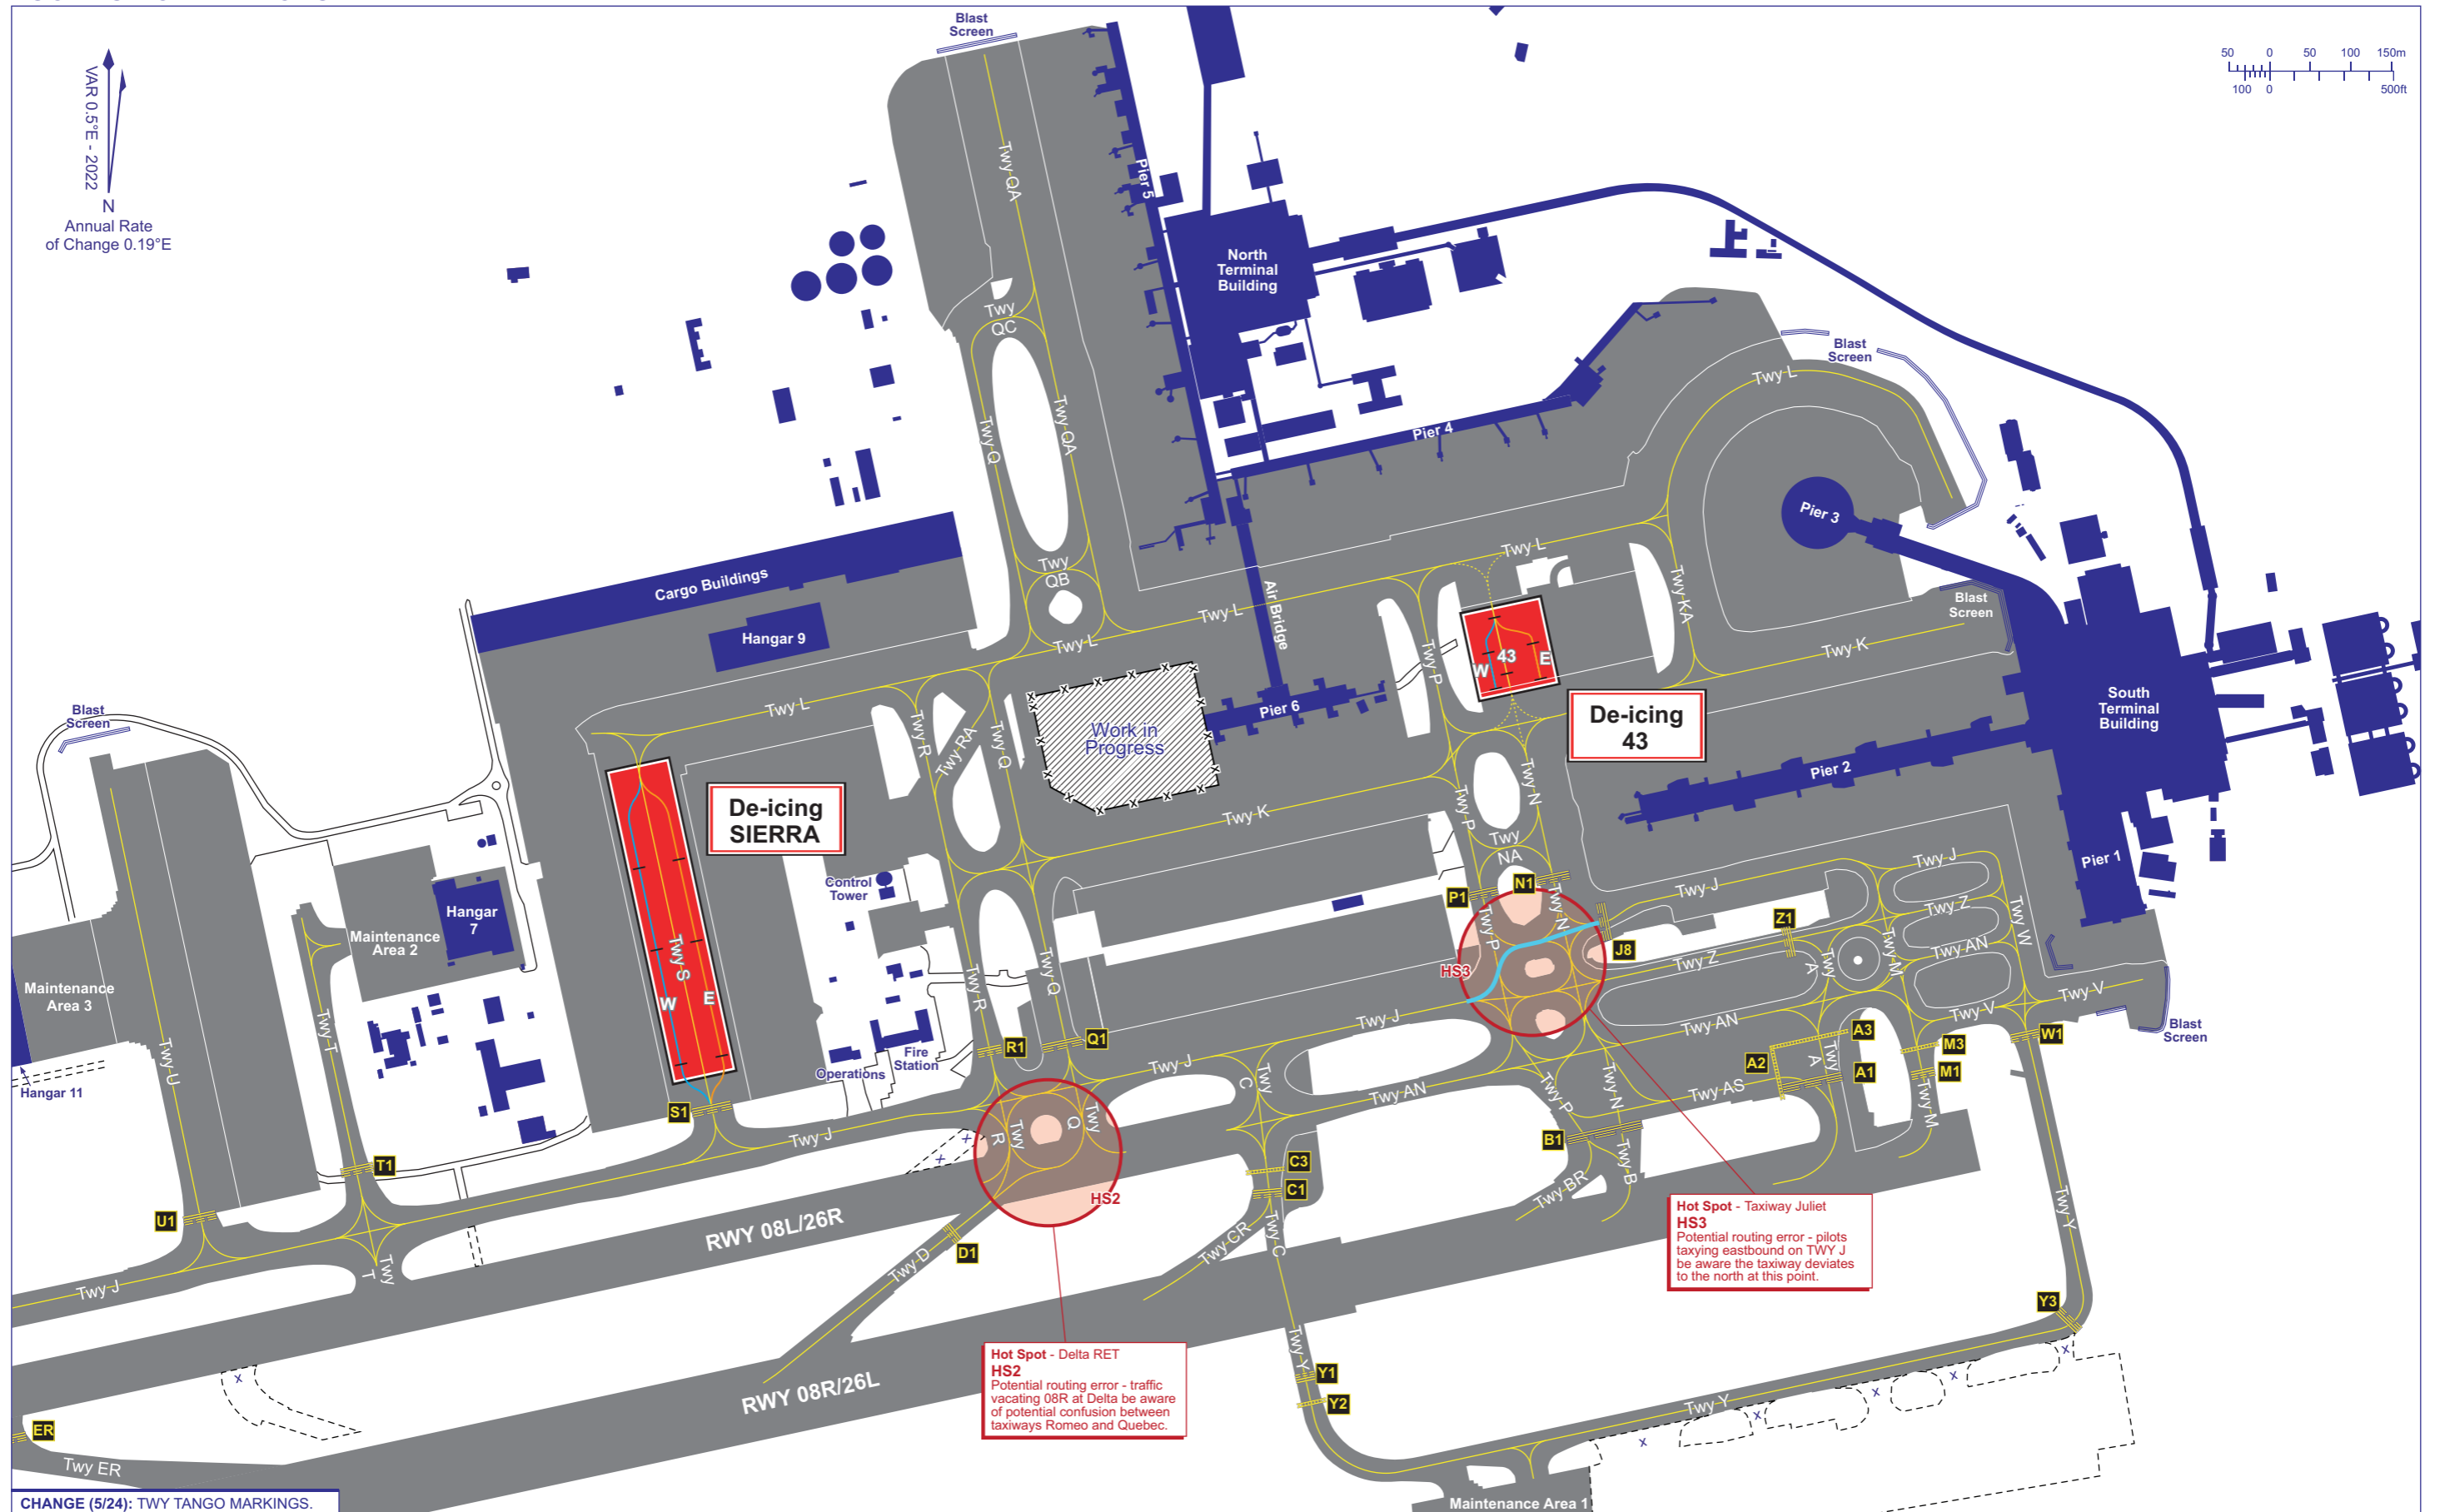 Blast
Screen
50 0 50 100 150m
100 0 500ft
VAR 0.5°E - 2022
N
Annual Rate
of Change 0.19°E
Twy QA
Pier 5
North
Terminal
Building
Twy
QC
Blast
Screen
Twy L
Twy Q
Twy QA
Pier 4
Pier 3
Twy L
Twy
QB
Cargo Buildings
Hangar 9
Air Bridge
Twy KA
Blast
Screen
Twy L
Twy L
Twy P
W
43
E
Twy K
Blast
Screen
Twy L
Twy R
Twy RA
Twy Q
Work in
Progress
Pier 6
De-icing
43
South
Terminal
Building
De-icing
SIERRA
Twy K
Twy P
Twy N
Pier 2
Twy
NA
Control
Tower
Twy J
Twy J
Pier 1
Hangar
7
P1
N1
Z1
Twy Z
Twy W
Maintenance
Area 2
Twy S
Twy P
Twy N
J8
Twy AN
HS3
Twy Z
Twy
A
Twy M
Maintenance
Area 3
W
E
Twy R
Twy Q
Twy V
Twy V
Twy T
Twy U
Twy J
Twy AN
A3
W1
Blast
Screen
Hangar 11
Operations
Fire
Station
R1
Q1
Twy J
Twy
C
A2
Twy
A
M3
A1
M1
S1
Twy AN
Twy P
Twy N
Twy AS
Twy M
Twy J
Twy
R
Twy
Q
B1
T1
C3
C1
Twy BR
Twy B
HS2
U1
RWY 08L/26R
D1
Twy D
Twy CR
Twy C
Twy Y
Hot Spot - Taxiway Juliet
HS3
Potential routing error - pilots
taxying eastbound on TWY J
be aware the taxiway deviates
to the north at this point.
Twy J
Twy
T
Y3
Hot Spot - Delta RET
HS2
Potential routing error - traffic
vacating 08R at Delta be aware
of potential confusion between
taxiways Romeo and Quebec.
RWY 08R/26L
Twy Y
Y1
Y2
Twy Y
ER
Twy ER
CHANGE (5/24): TWY TANGO MARKINGS.
Maintenance Area 1